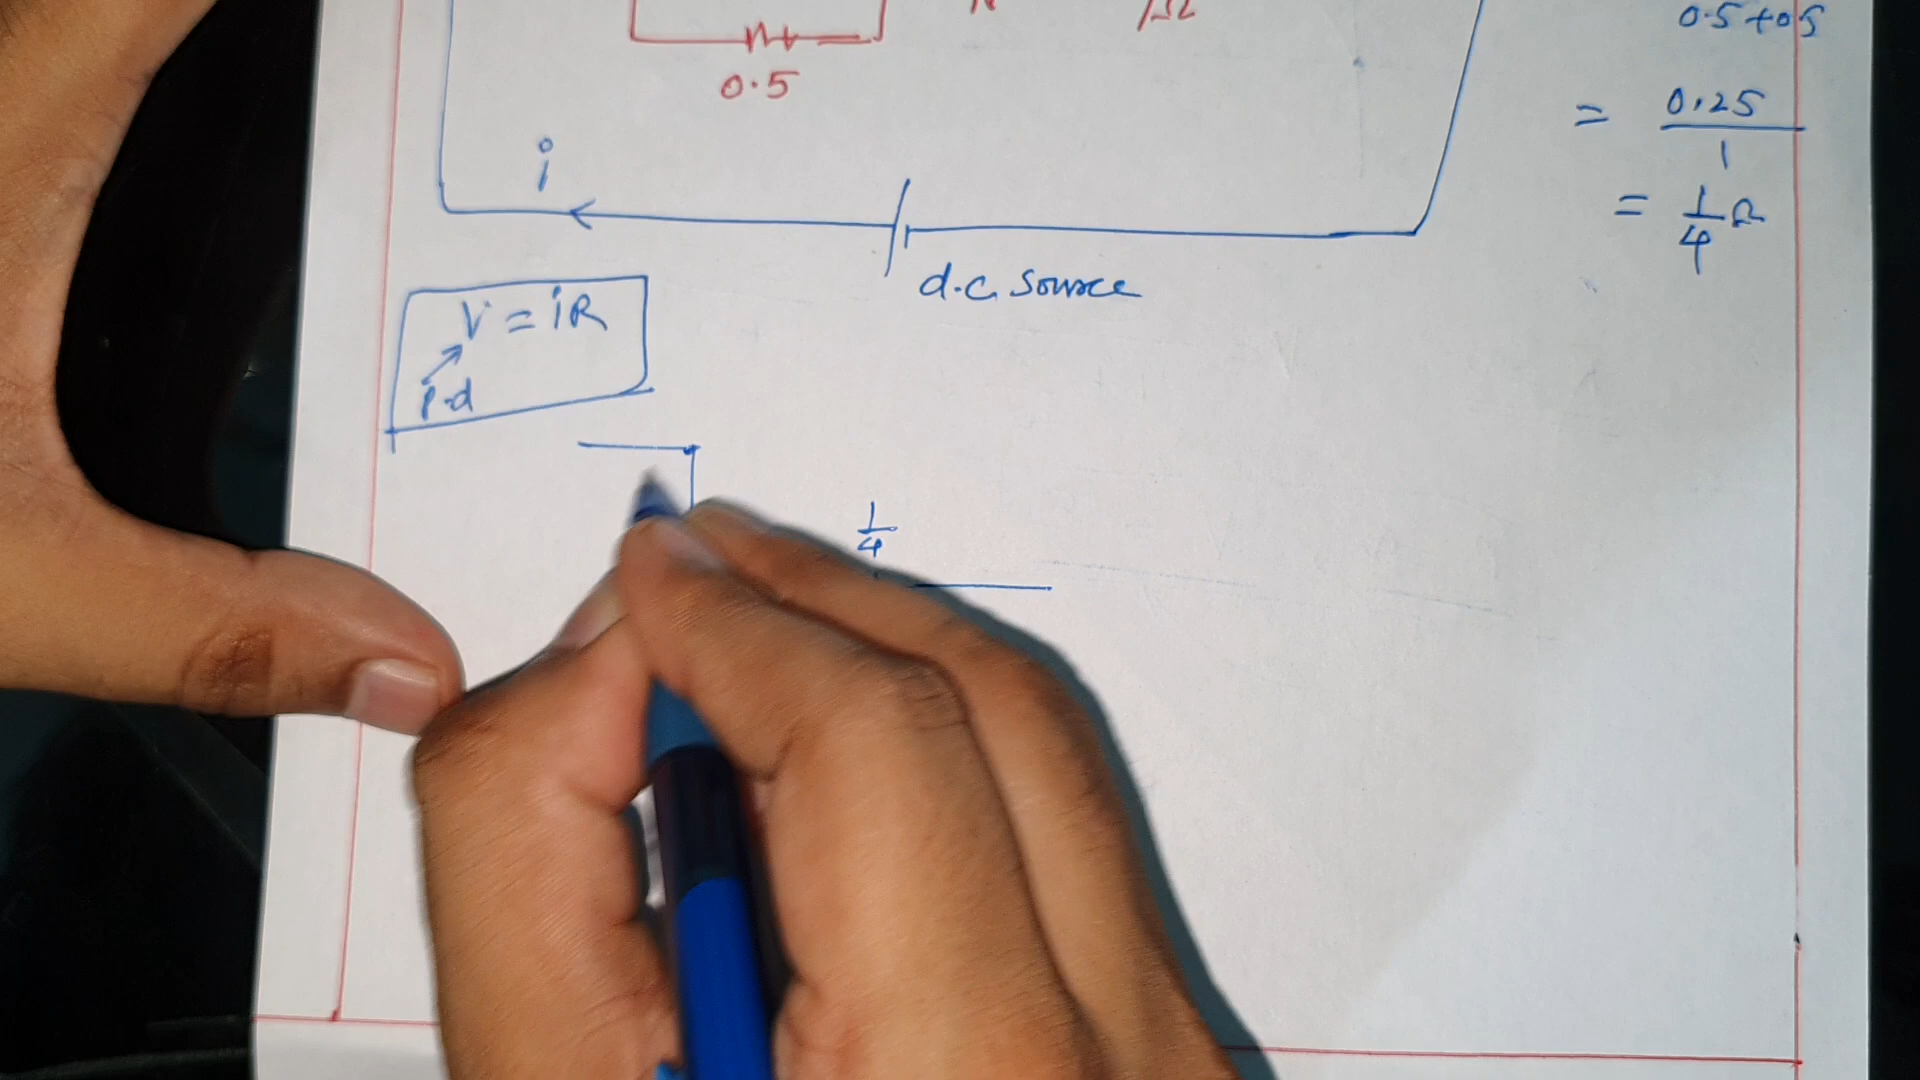 0.5+0.5
0.5
= 0.25
1
= 1/4 Ω
i
d.c. source
V = iR
p.d
1/4